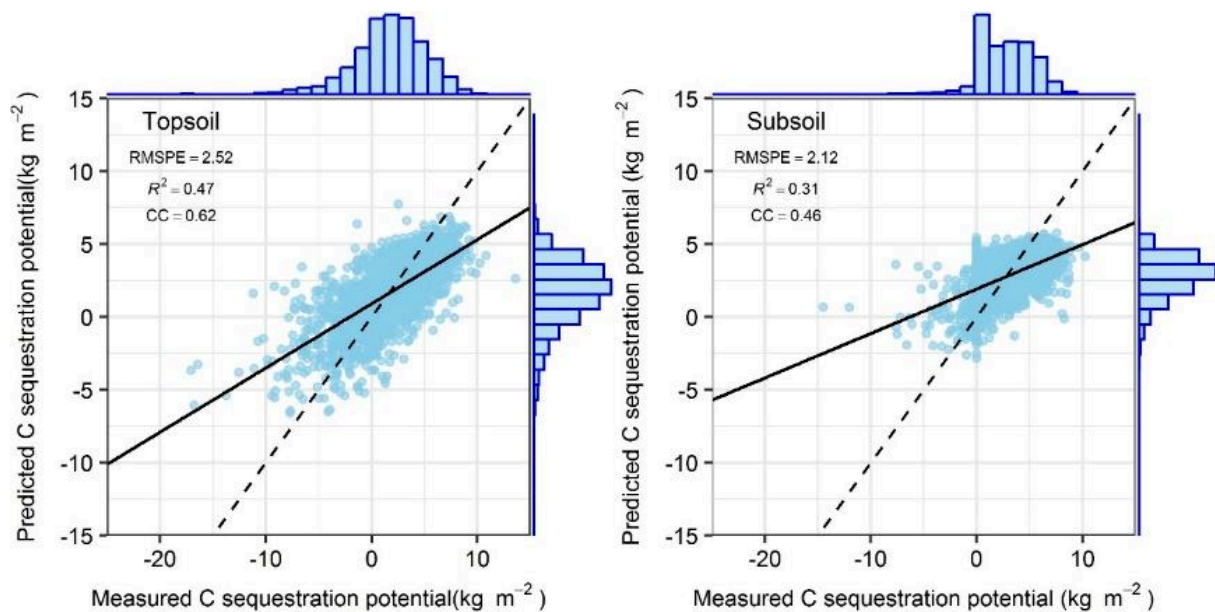 Topsoil
RMSPE = 2.52
R² = 0.47
CC = 0.62
15
10
5
0
-5
-10
-15
-20
-10
0
10
Predicted C sequestration potential(kg m⁻²)
Measured C sequestration potential(kg m⁻²)
Subsoil
RMSPE = 2.12
R² = 0.31
CC = 0.46
15
10
5
0
-5
-10
-15
-20
-10
0
10
Predicted C sequestration potential (kg m⁻²)
Measured C sequestration potential (kg m⁻²)